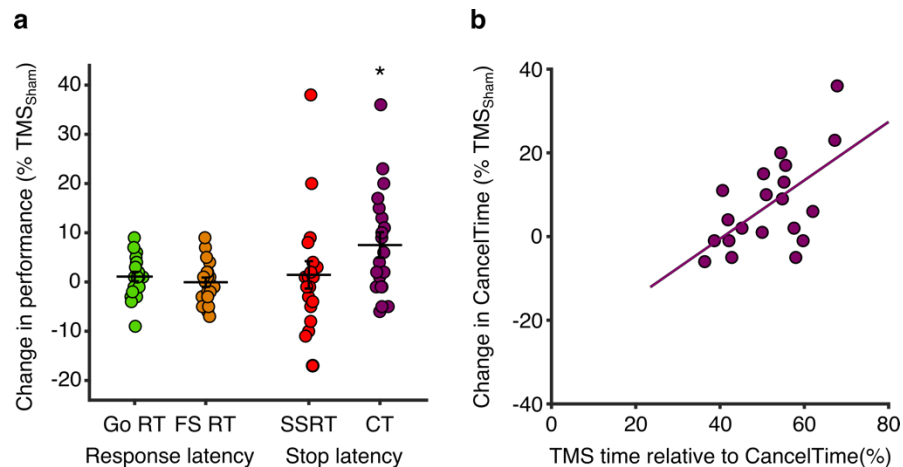 a
Change in performance (% TMSSham)
40
30
20
10
0
-10
-20
*
Go RT FS RT SSRT CT
Response latency Stop latency
b
Change in CancelTime (% TMSSham)
40
20
0
-20
-40
0 20 40 60 80
TMS time relative to CancelTime(%)